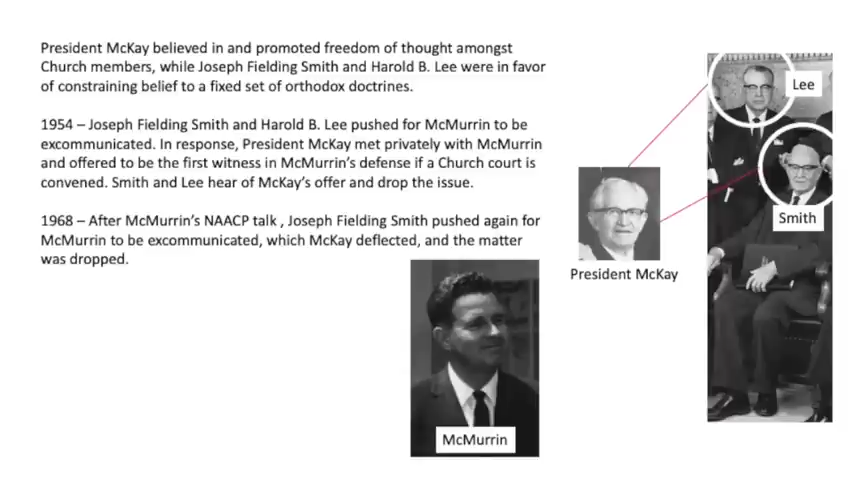 President McKay believed in and promoted freedom of thought amongst
Church members, while Joseph Fielding Smith and Harold B. Lee were in favor
of constraining belief to a fixed set of orthodox doctrines.
1954 – Joseph Fielding Smith and Harold B. Lee pushed for McMurrin to be
excommunicated. In response, President McKay met privately with McMurrin
and offered to be the first witness in McMurrin's defense if a Church court is
convened. Smith and Lee hear of McKay's offer and drop the issue.
1968 – After McMurrin's NAACP talk , Joseph Fielding Smith pushed again for
McMurrin to be excommunicated, which McKay deflected, and the matter
was dropped.
McMurrin
President McKay
Lee
Smith